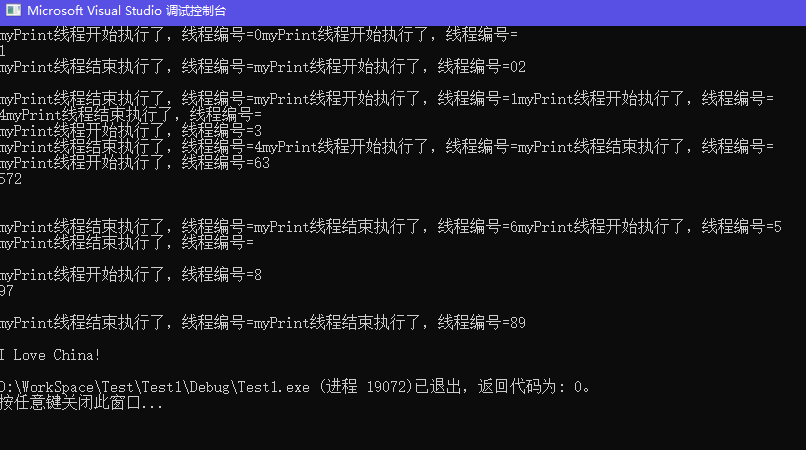 Microsoft Visual Studio 调试控制台
myPrint线程开始执行了，线程编号=0myPrint线程开始执行了，线程编号=
1
myPrint线程结束执行了，线程编号=myPrint线程开始执行了，线程编号=02
myPrint线程结束执行了，线程编号=myPrint线程开始执行了，线程编号=1myPrint线程开始执行了，线程编号=
4myPrint线程结束执行了，线程编号=
myPrint线程开始执行了，线程编号=3
myPrint线程结束执行了，线程编号=4myPrint线程开始执行了，线程编号=myPrint线程结束执行了，线程编号=
myPrint线程开始执行了，线程编号=63
572
myPrint线程结束执行了，线程编号=myPrint线程结束执行了，线程编号=6myPrint线程开始执行了，线程编号=5
myPrint线程结束执行了，线程编号=
myPrint线程开始执行了，线程编号=8
97
myPrint线程结束执行了，线程编号=myPrint线程结束执行了，线程编号=89
I Love China!
D:\WorkSpace\Test\Test1\Debug\Test1.exe (进程 19072)已退出，返回代码为: 0。
按任意键关闭此窗口...